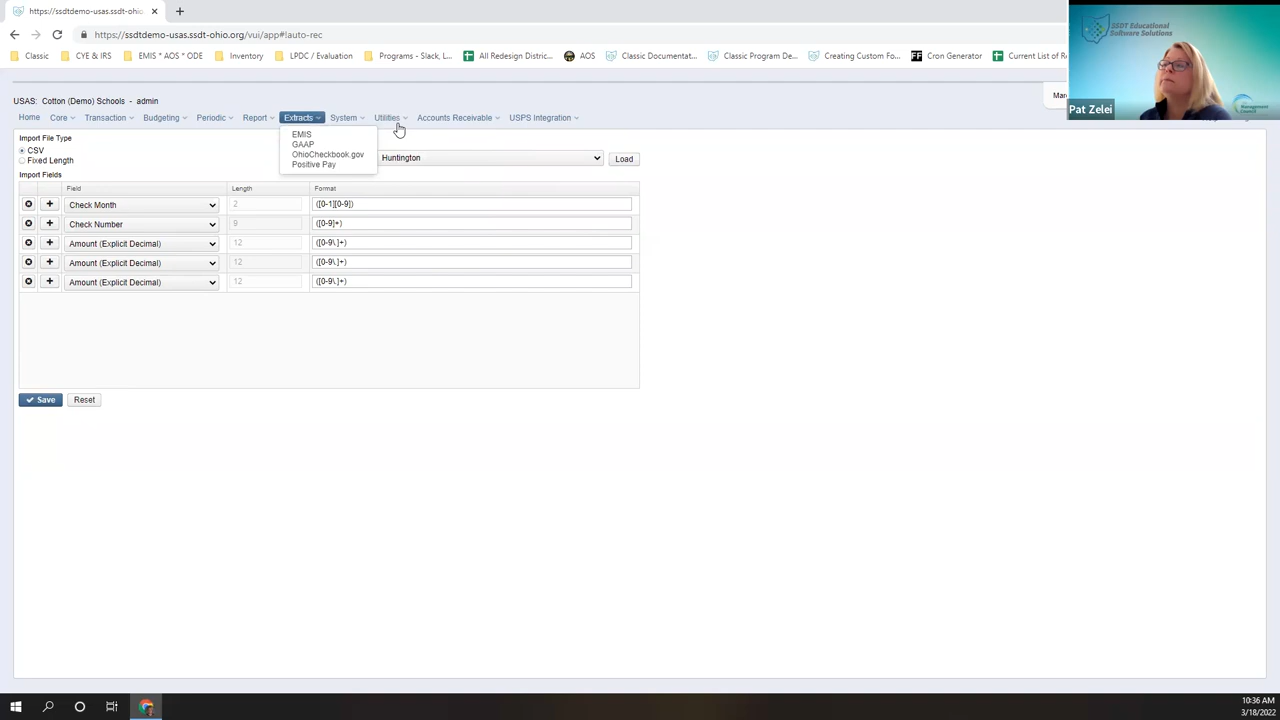 https://ssdtdemo-usas.ssdt-ohio
https://ssdtdemo-usas.ssdt-ohio.org/vui/app#!auto-rec
Classic CYE & IRS EMIS * AOS * ODE Inventory LPDC / Evaluation Programs - Slack, L... All Redesign Distric... AOS Classic Documentat... Classic Program De... Creating Custom Fo... Cron Generator Current List of R
SSDT Educational
Software Solutions
Management
Council
Pat Zelei
USAS: Cotton (Demo) Schools - admin
Home Core Transaction Budgeting Periodic Report Extracts System Utilities Accounts Receivable USPS Integration
EMIS
GAAP
OhioCheckbook.gov
Positive Pay
Import File Type
CSV
Fixed Length
Huntington Load
Import Fields
Field Length Format
Check Month 2 ([0-1][0-9])
Check Number 9 ([0-9]+)
Amount (Explicit Decimal) 12 ([0-9\.]+)
Amount (Explicit Decimal) 12 ([0-9\.]+)
Amount (Explicit Decimal) 12 ([0-9\.]+)
Save Reset
10:36 AM
3/18/2022